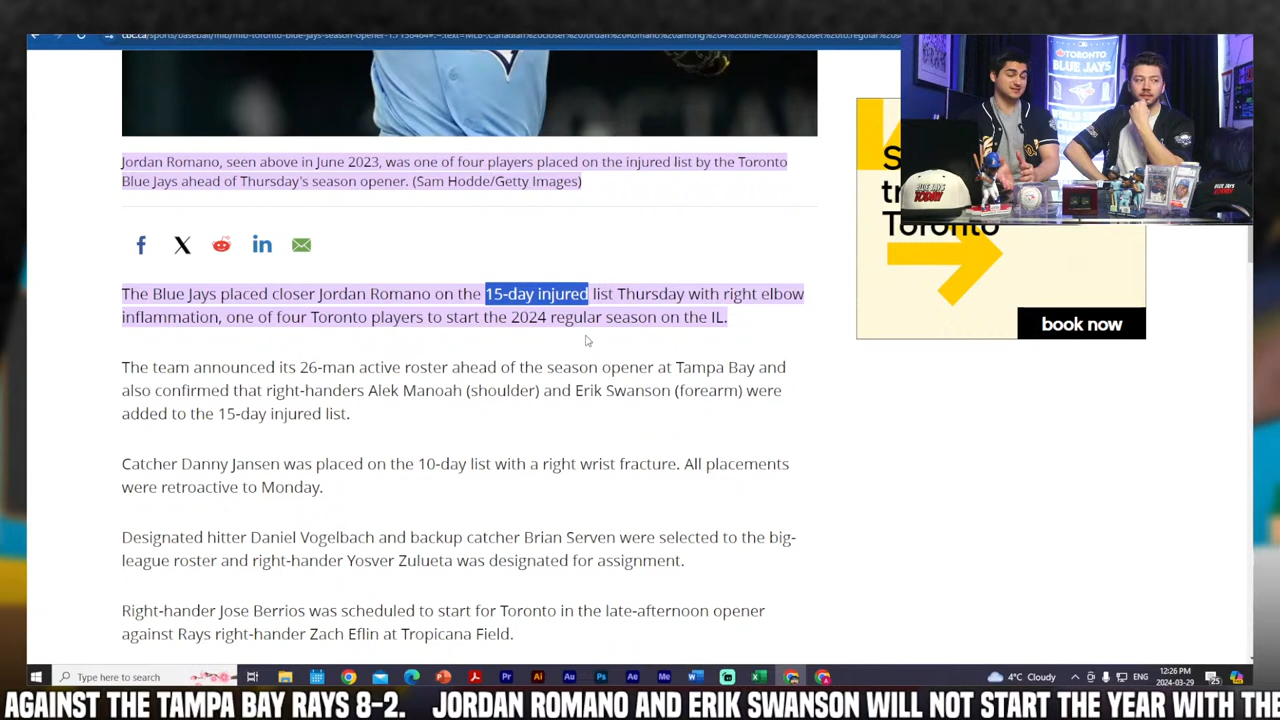 Jordan Romano, seen above in June 2023, was one of four players placed on the injured list by the Toronto
Blue Jays ahead of Thursday's season opener. (Sam Hodde/Getty Images)
The Blue Jays placed closer Jordan Romano on the 15-day injured list Thursday with right elbow
inflammation, one of four Toronto players to start the 2024 regular season on the IL.
The team announced its 26-man active roster ahead of the season opener at Tampa Bay and
also confirmed that right-handers Alek Manoah (shoulder) and Erik Swanson (forearm) were
added to the 15-day injured list.
Catcher Danny Jansen was placed on the 10-day list with a right wrist fracture. All placements
were retroactive to Monday.
Designated hitter Daniel Vogelbach and backup catcher Brian Serven were selected to the big-
league roster and right-hander Yosver Zulueta was designated for assignment.
Right-hander Jose Berrios was scheduled to start for Toronto in the late-afternoon opener
against Rays right-hander Zach Eflin at Tropicana Field.
TORONTO
BLUE JAYS
BLUE JAYS
TODAY
Toronto
book now
Type here to search
4°C Cloudy
ENG
12:26 PM
2024-03-29
AGAINST THE TAMPA BAY RAYS 8-2. JORDAN ROMANO AND ERIK SWANSON WILL NOT START THE YEAR WITH THE